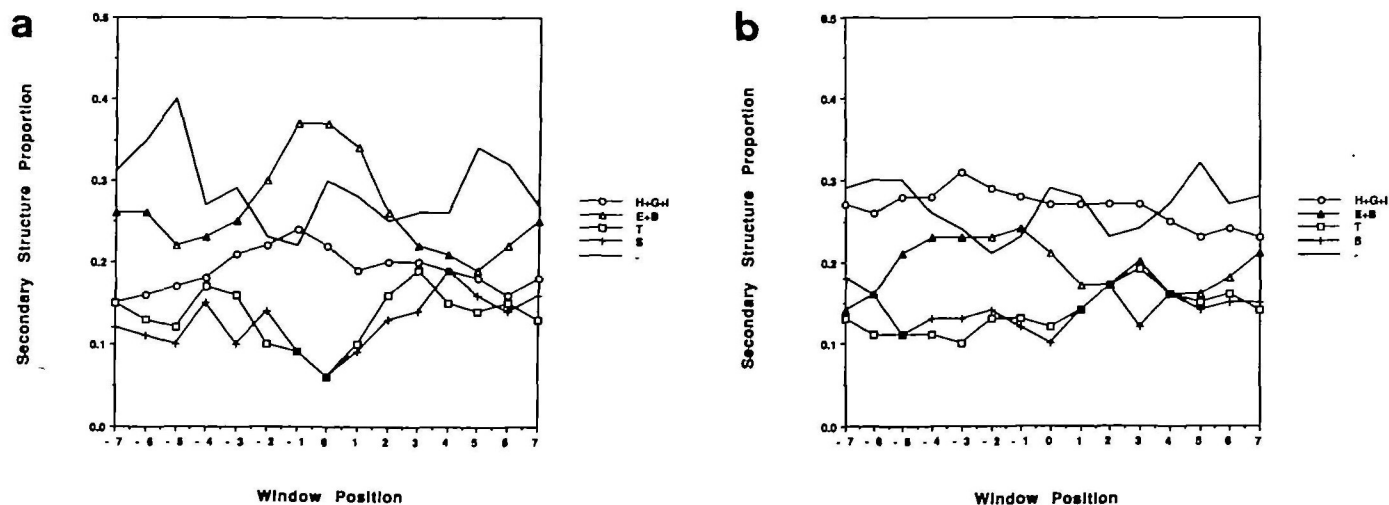 a
Secondary Structure Proportion
0.5
0.4
0.3
0.2
0.1
0.0
- 7 - 6 - 5 - 4 - 3 - 2 - 1 0 1 2 3 4 5 6 7
Window Position
H+G+I
E+B
T
S
-
b
Secondary Structure Proportion
0.5
0.4
0.3
0.2
0.1
0.0
- 7 - 6 - 5 - 4 - 3 - 2 - 1 0 1 2 3 4 5 6 7
Window Position
H+G+I
E+B
T
S
-